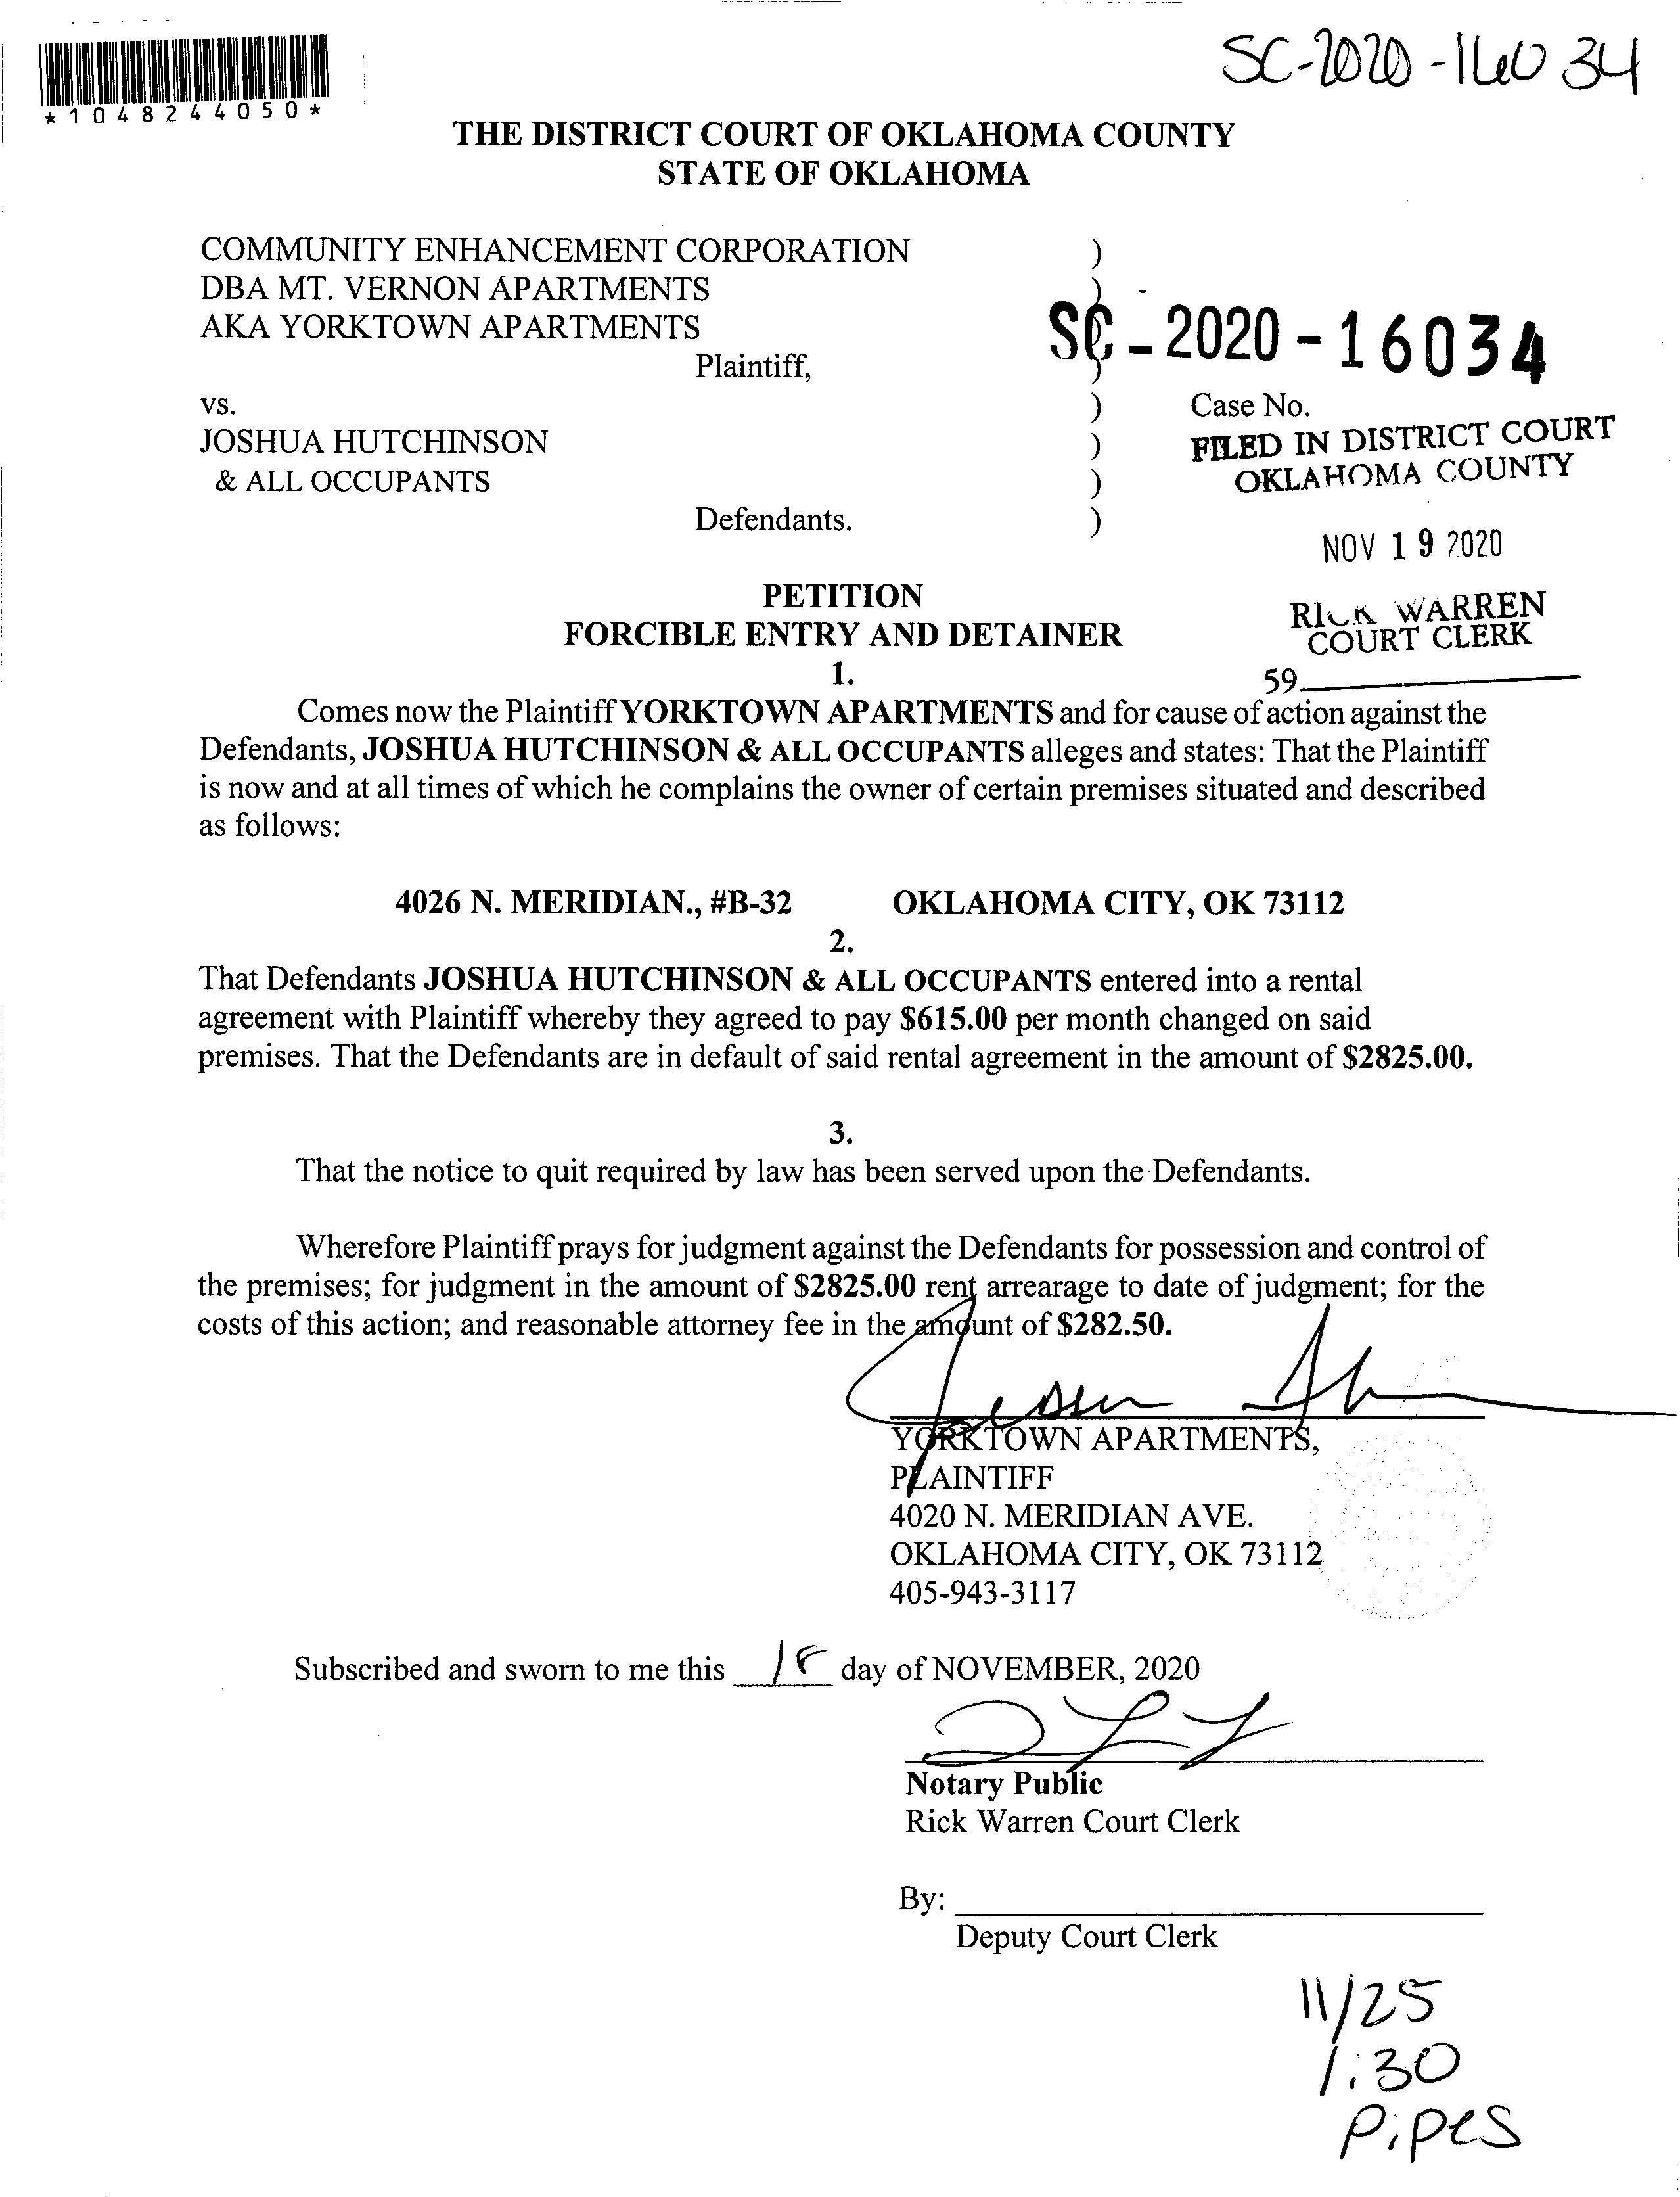 SC-2020-16034
*1048244050*
THE DISTRICT COURT OF OKLAHOMA COUNTY
STATE OF OKLAHOMA
COMMUNITY ENHANCEMENT CORPORATION )
DBA MT. VERNON APARTMENTS )
AKA YORKTOWN APARTMENTS )
SC-2020-16034
Plaintiff, )
vs. ) Case No.
JOSHUA HUTCHINSON )
& ALL OCCUPANTS )
Defendants. )
FILED IN DISTRICT COURT
OKLAHOMA COUNTY
NOV 19 2020
RICK WARREN
COURT CLERK
59
PETITION
FORCIBLE ENTRY AND DETAINER
1.
Comes now the Plaintiff YORKTOWN APARTMENTS and for cause of action against the
Defendants, JOSHUA HUTCHINSON & ALL OCCUPANTS alleges and states: That the Plaintiff
is now and at all times of which he complains the owner of certain premises situated and described
as follows:
4026 N. MERIDIAN., #B-32 OKLAHOMA CITY, OK 73112
2.
That Defendants JOSHUA HUTCHINSON & ALL OCCUPANTS entered into a rental
agreement with Plaintiff whereby they agreed to pay $615.00 per month changed on said
premises. That the Defendants are in default of said rental agreement in the amount of $2825.00.
3.
That the notice to quit required by law has been served upon the Defendants.
Wherefore Plaintiff prays for judgment against the Defendants for possession and control of
the premises; for judgment in the amount of $2825.00 rent arrearage to date of judgment; for the
costs of this action; and reasonable attorney fee in the amount of $282.50.
YORKTOWN APARTMENTS,
PLAINTIFF
4020 N. MERIDIAN AVE.
OKLAHOMA CITY, OK 73112
405-943-3117
Subscribed and sworn to me this 18 day of NOVEMBER, 2020
Notary Public
Rick Warren Court Clerk
By:
Deputy Court Clerk
11/25
1:30
Pipes